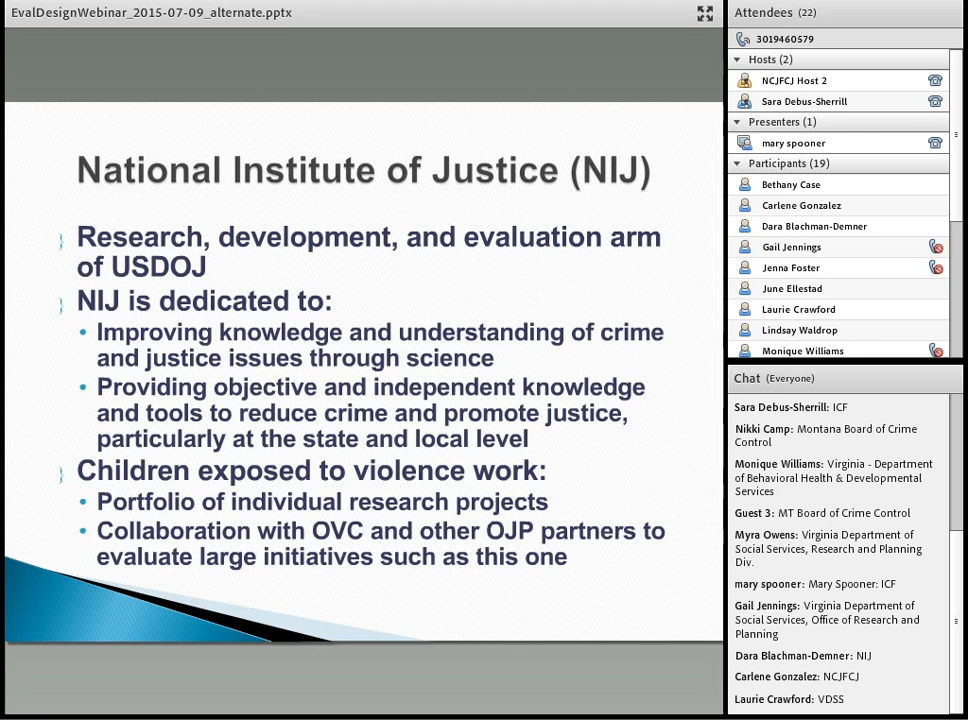 EvalDesignWebinar_2015-07-09_alternate.pptx
National Institute of Justice (NIJ)
Research, development, and evaluation arm
of USDOJ
NIJ is dedicated to:
Improving knowledge and understanding of crime
and justice issues through science
Providing objective and independent knowledge
and tools to reduce crime and promote justice,
particularly at the state and local level
Children exposed to violence work:
Portfolio of individual research projects
Collaboration with OVC and other OJP partners to
evaluate large initiatives such as this one
Attendees (22)
3019460579
Hosts (2)
NCJFCJ Host 2
Sara Debus-Sherrill
Presenters (1)
mary spooner
Participants (19)
Bethany Case
Carlene Gonzalez
Dara Blachman-Demner
Gail Jennings
Jenna Foster
June Ellestad
Laurie Crawford
Lindsay Waldrop
Monique Williams
Chat (Everyone)
Sara Debus-Sherrill: ICF
Nikki Camp: Montana Board of Crime
Control
Monique Williams: Virginia - Department
of Behavioral Health & Developmental
Services
Guest 3: MT Board of Crime Control
Myra Owens: Virginia Department of
Social Services, Research and Planning
Div.
mary spooner: Mary Spooner: ICF
Gail Jennings: Virginia Department of
Social Services, Office of Research and
Planning
Dara Blachman-Demner: NIJ
Carlene Gonzalez: NCJFCJ
Laurie Crawford: VDSS